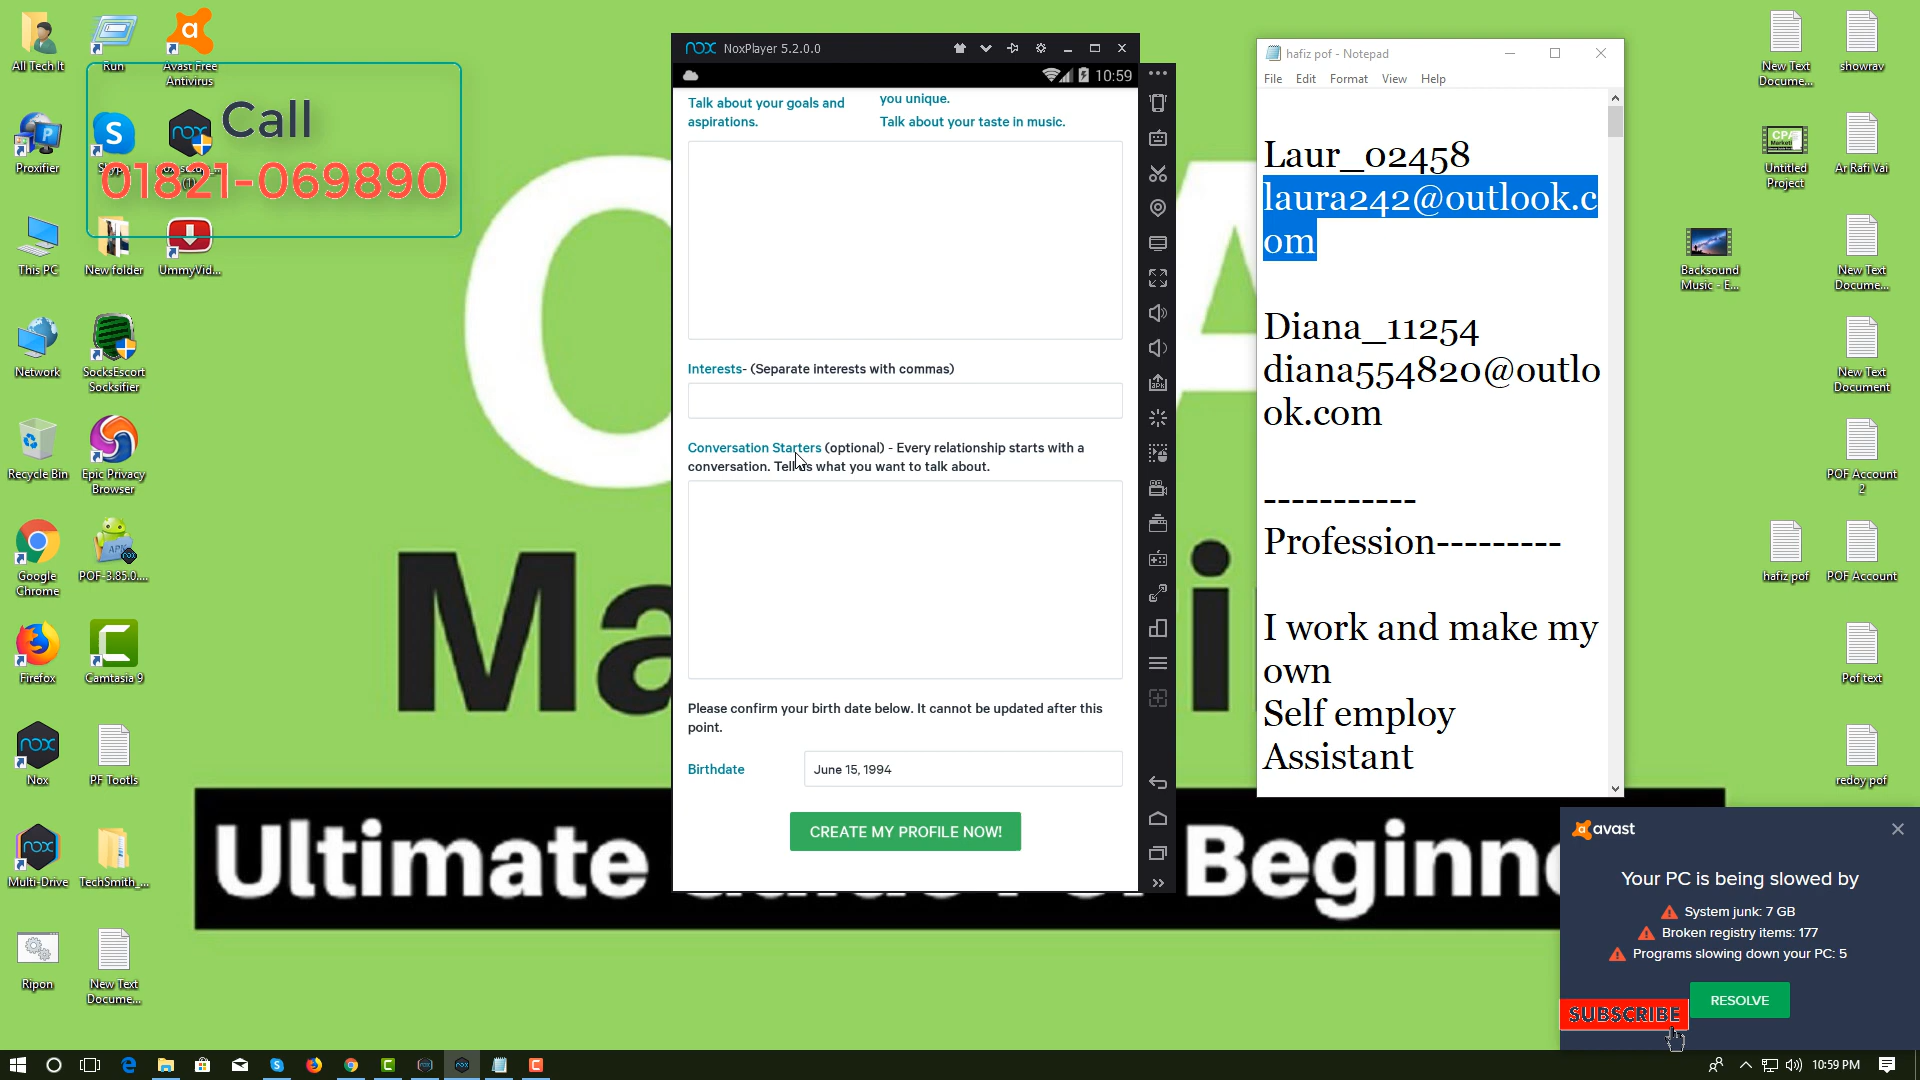 All Tech It
Run
Avast Free
Antivirus
Call
01821-069890
Proxifier
This PC
New folder
UmmyVid...
Network
SocksEscort
Socksifier
Recycle Bin
Epic Privacy
Browser
Google
Chrome
POF-3.85.0....
Firefox
Camtasia 9
Nox
PF Tootls
Multi-Drive
TechSmith_...
Ripon
New Text
Docume...
nox NoxPlayer 5.2.0.0
10:59
Talk about your goals and
aspirations.
you unique.
Talk about your taste in music.
Interests- (Separate interests with commas)
Conversation Starters (optional) - Every relationship starts with a
conversation. Tell us what you want to talk about.
Please confirm your birth date below. It cannot be updated after this
point.
Birthdate
June 15, 1994
CREATE MY PROFILE NOW!
hafiz pof - Notepad
File Edit Format View Help
Laur_02458
laura242@outlook.c
om
Diana_11254
diana554820@outlo
ok.com
-----------
Profession---------
I work and make my
own
Self employ
Assistant
New Text
Docume...
showrav
Untitled
Project
Ar Rafi Vai
Backsound
Music - E...
New Text
Docume...
New Text
Document
POF Account
2
hafiz pof
POF Account
Pof text
redoy pof
Ultimate
For Beginne
avast
Your PC is being slowed by
System junk: 7 GB
Broken registry items: 177
Programs slowing down your PC: 5
RESOLVE
SUBSCRIBE
10:59 PM